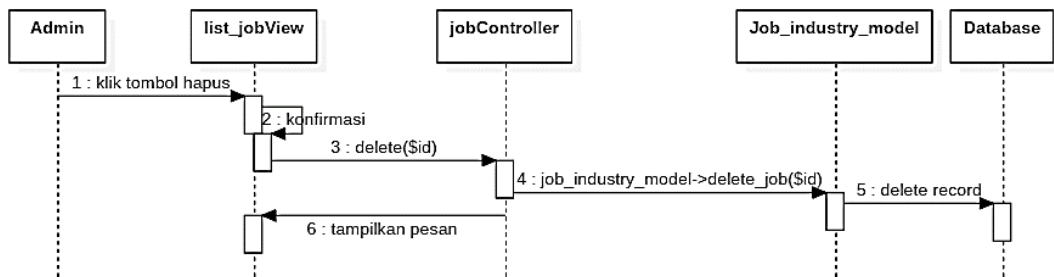 Admin
list_jobView
jobController
Job_industry_model
Database
1 : klik tombol hapus
2 : konfirmasi
3 : delete($id)
4 : job_industry_model->delete_job($id)
5 : delete record
6 : tampilkan pesan